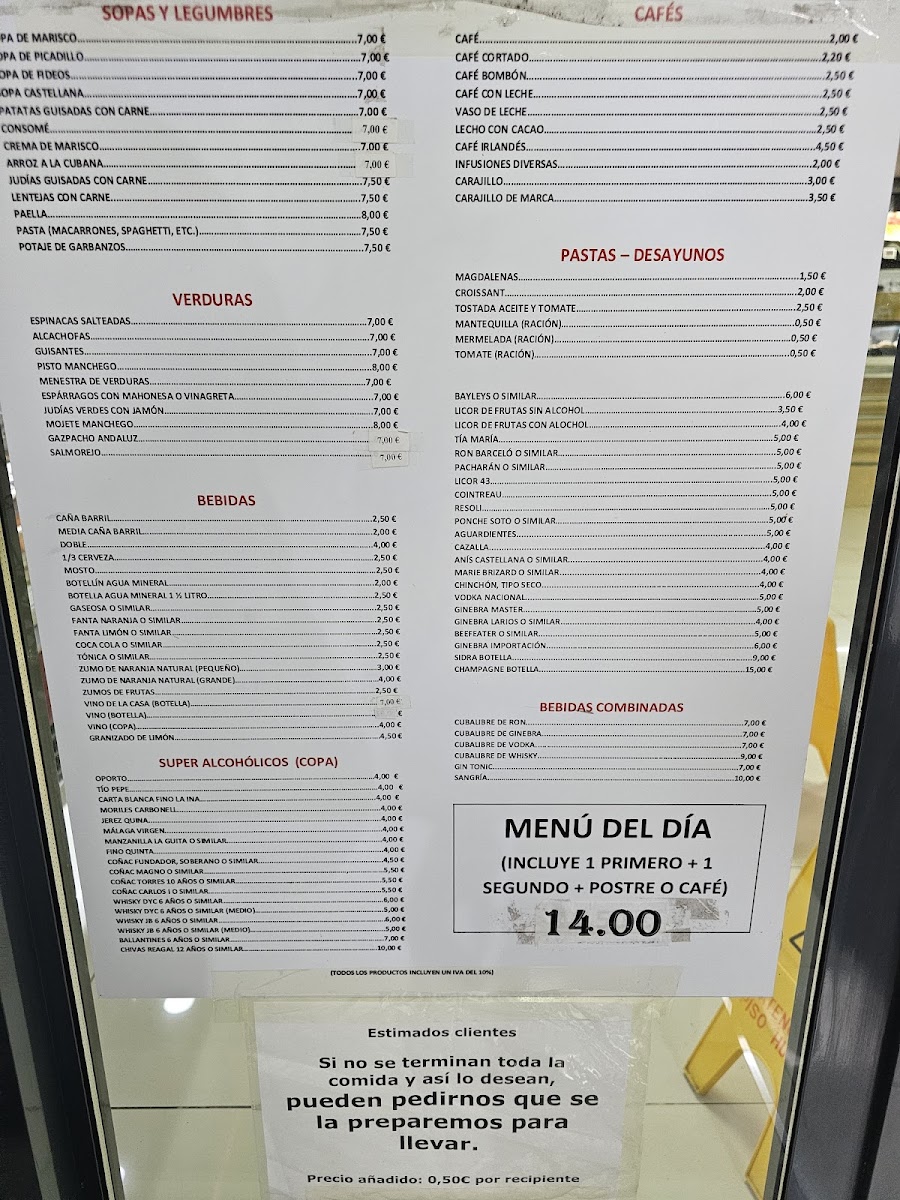 SOPAS Y LEGUMBRES
PA DE MARISCO 7,00 €
OPA DE PICADILLO 7,00 €
OPA DE FIDEOS 7,00 €
OPA CASTELLANA 7,00 €
PATATAS GUISADAS CON CARNE 7,00 €
CONSOMÉ 7,00 €
CREMA DE MARISCO 7,00 €
ARROZ A LA CUBANA 7,00 €
JUDÍAS GUISADAS CON CARNE 7,50 €
LENTEJAS CON CARNE 7,50 €
PAELLA 8,00 €
PASTA (MACARRONES, SPAGHETTI, ETC.) 7,50 €
POTAJE DE GARBANZOS 7,50 €
VERDURAS
ESPINACAS SALTEADAS 7,00 €
ALCACHOFAS 7,00 €
GUISANTES 7,00 €
PISTO MANCHEGO 8,00 €
MENESTRA DE VERDURAS 7,00 €
ESPÁRRAGOS CON MAHONESA O VINAGRETA 7,00 €
JUDÍAS VERDES CON JAMÓN 7,00 €
MOJETE MANCHEGO 8,00 €
GAZPACHO ANDALUZ 7,00 €
SALMOREJO 7,00 €
BEBIDAS
CAÑA BARRIL 2,50 €
MEDIA CAÑA BARRIL 2,00 €
DOBLE 4,00 €
1/3 CERVEZA 2,50 €
MOSTO 2,50 €
BOTELLÍN AGUA MINERAL 2,00 €
BOTELLA AGUA MINERAL 1 ½ LITRO 2,50 €
GASEOSA O SIMILAR 2,50 €
FANTA NARANJA O SIMILAR 2,50 €
FANTA LIMÓN O SIMILAR 2,50 €
COCA COLA O SIMILAR 2,50 €
TÓNICA O SIMILAR 2,50 €
ZUMO DE NARANJA NATURAL (PEQUEÑO) 3,00 €
ZUMO DE NARANJA NATURAL (GRANDE) 4,00 €
ZUMOS DE FRUTAS 2,50 €
VINO DE LA CASA (BOTELLA) 7,00 €
VINO (BOTELLA) €
VINO (COPA) 4,00 €
GRANIZADO DE LIMÓN 4,50 €
SUPER ALCOHÓLICOS (COPA)
OPORTO 4,00 €
TÍO PEPE 4,00 €
CARTA BLANCA FINO LA INA 4,00 €
MORILES CARBONELL 4,00 €
JEREZ QUINA 4,00 €
MÁLAGA VIRGEN 4,00 €
MANZANILLA LA GUITA O SIMILAR 4,00 €
FINO QUINTA 4,00 €
COÑAC FUNDADOR, SOBERANO O SIMILAR 4,50 €
COÑAC MAGNO O SIMILAR 5,50 €
COÑAC TORRES 10 AÑOS O SIMILAR 5,50 €
COÑAC CARLOS I O SIMILAR 5,50 €
WHISKY DYC 6 AÑOS O SIMILAR 6,00 €
WHISKY DYC 6 AÑOS O SIMILAR (MEDIO) 5,00 €
WHISKY JB 6 AÑOS O SIMILAR 6,00 €
WHISKY JB 6 AÑOS O SIMILAR (MEDIO) 5,00 €
BALLANTINES 6 AÑOS O SIMILAR 7,00 €
CHIVAS REAGAL 12 AÑOS O SIMILAR 10,00 €
CAFÉS
CAFÉ 2,00 €
CAFÉ CORTADO 2,20 €
CAFÉ BOMBÓN 2,50 €
CAFÉ CON LECHE 2,50 €
VASO DE LECHE 2,50 €
LECHO CON CACAO 2,50 €
CAFÉ IRLANDÉS 4,50 €
INFUSIONES DIVERSAS 2,00 €
CARAJILLO 3,00 €
CARAJILLO DE MARCA 3,50 €
PASTAS – DESAYUNOS
MAGDALENAS 1,50 €
CROISSANT 2,00 €
TOSTADA ACEITE Y TOMATE 2,50 €
MANTEQUILLA (RACIÓN) 0,50 €
MERMELADA (RACIÓN) 0,50 €
TOMATE (RACIÓN) 0,50 €
BAYLEYS O SIMILAR 6,00 €
LICOR DE FRUTAS SIN ALCOHOL 3,50 €
LICOR DE FRUTAS CON ALOCHOL 4,00 €
TÍA MARÍA 5,00 €
RON BARCELÓ O SIMILAR 5,00 €
PACHARÁN O SIMILAR 5,00 €
LICOR 43 5,00 €
COINTREAU 5,00 €
RESOLI 5,00 €
PONCHE SOTO O SIMILAR 5,00 €
AGUARDIENTES 5,00 €
CAZALLA 4,00 €
ANÍS CASTELLANA O SIMILAR 4,00 €
MARIE BRIZARD O SIMILAR 4,00 €
CHINCHÓN, TIPO SECO 4,00 €
VODKA NACIONAL 5,00 €
GINEBRA MASTER 5,00 €
GINEBRA LARIOS O SIMILAR 4,00 €
BEEFEATER O SIMILAR 5,00 €
GINEBRA IMPORTACIÓN 6,00 €
SIDRA BOTELLA 9,00 €
CHAMPAGNE BOTELLA 15,00 €
BEBIDAS COMBINADAS
CUBALIBRE DE RON 7,00 €
CUBALIBRE DE GINEBRA 7,00 €
CUBALIBRE DE VODKA 7,00 €
CUBALIBRE DE WHISKY 9,00 €
GIN TONIC 7,00 €
SANGRÍA 10,00 €
MENÚ DEL DÍA
(INCLUYE 1 PRIMERO + 1
SEGUNDO + POSTRE O CAFÉ)
14.00
(TODOS LOS PRODUCTOS INCLUYEN UN IVA DEL 10%)
Estimados clientes
Si no se terminan toda la
comida y así lo desean,
pueden pedirnos que se
la preparemos para
llevar.
Precio añadido: 0,50€ por recipiente